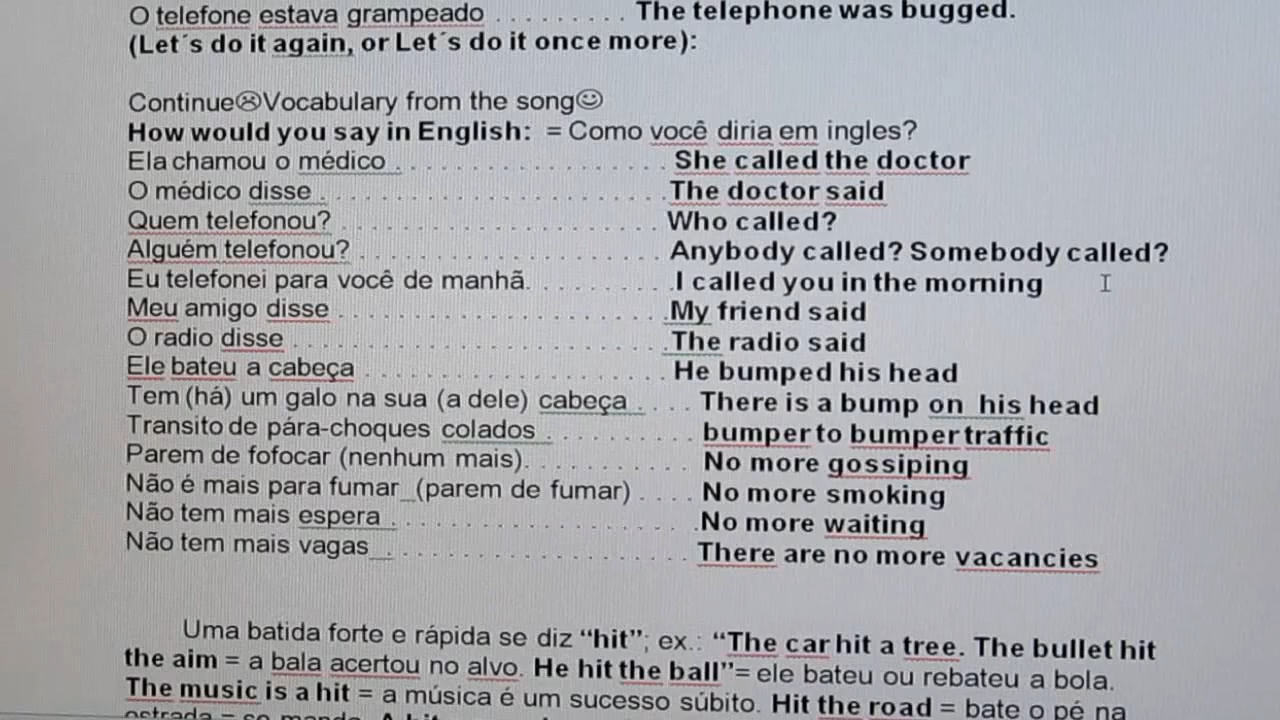 O telefone estava grampeado . . . . . . . . . The telephone was bugged.
(Let´s do it again, or Let´s do it once more):
Continue☹Vocabulary from the song☺
How would you say in English: = Como você diria em ingles?
Ela chamou o médico . . . . . . . . . . . . . . . . . . . She called the doctor
O médico disse . . . . . . . . . . . . . . . . . . . . . . . . The doctor said
Quem telefonou? . . . . . . . . . . . . . . . . . . . . . . Who called?
Alguém telefonou? . . . . . . . . . . . . . . . . . . . . . Anybody called? Somebody called?
Eu telefonei para você de manhã. . . . . . . . . . .I called you in the morning
Meu amigo disse . . . . . . . . . . . . . . . . . . . . . . . My friend said
O radio disse . . . . . . . . . . . . . . . . . . . . . . . . . . The radio said
Ele bateu a cabeça . . . . . . . . . . . . . . . . . . . . . He bumped his head
Tem (há) um galo na sua (a dele) cabeça . . . . There is a bump on his head
Transito de pára-choques colados . . . . . . . . . . bumper to bumper traffic
Parem de fofocar (nenhum mais). . . . . . . . . . . No more gossiping
Não é mais para fumar (parem de fumar) . . . . No more smoking
Não tem mais espera . . . . . . . . . . . . . . . . . . . .No more waiting
Não tem mais vagas . . . . . . . . . . . . . . . . . . . . There are no more vacancies
Uma batida forte e rápida se diz “hit”; ex.: “The car hit a tree. The bullet hit
the aim = a bala acertou no alvo. He hit the ball”= ele bateu ou rebateu a bola.
The music is a hit = a música é um sucesso súbito. Hit the road = bate o pé na
estrada = se manda. A hit